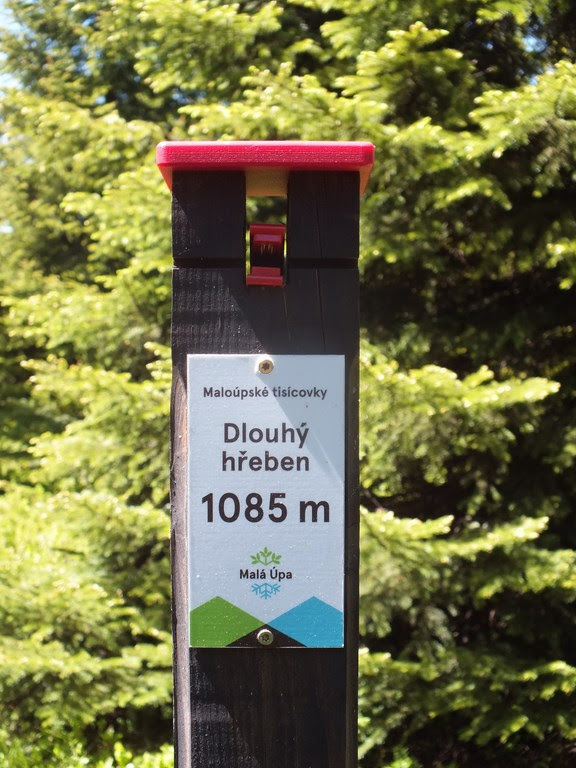 Maloúpské tisícovky
Dlouhý
hřeben
1085 m
Malá Úpa